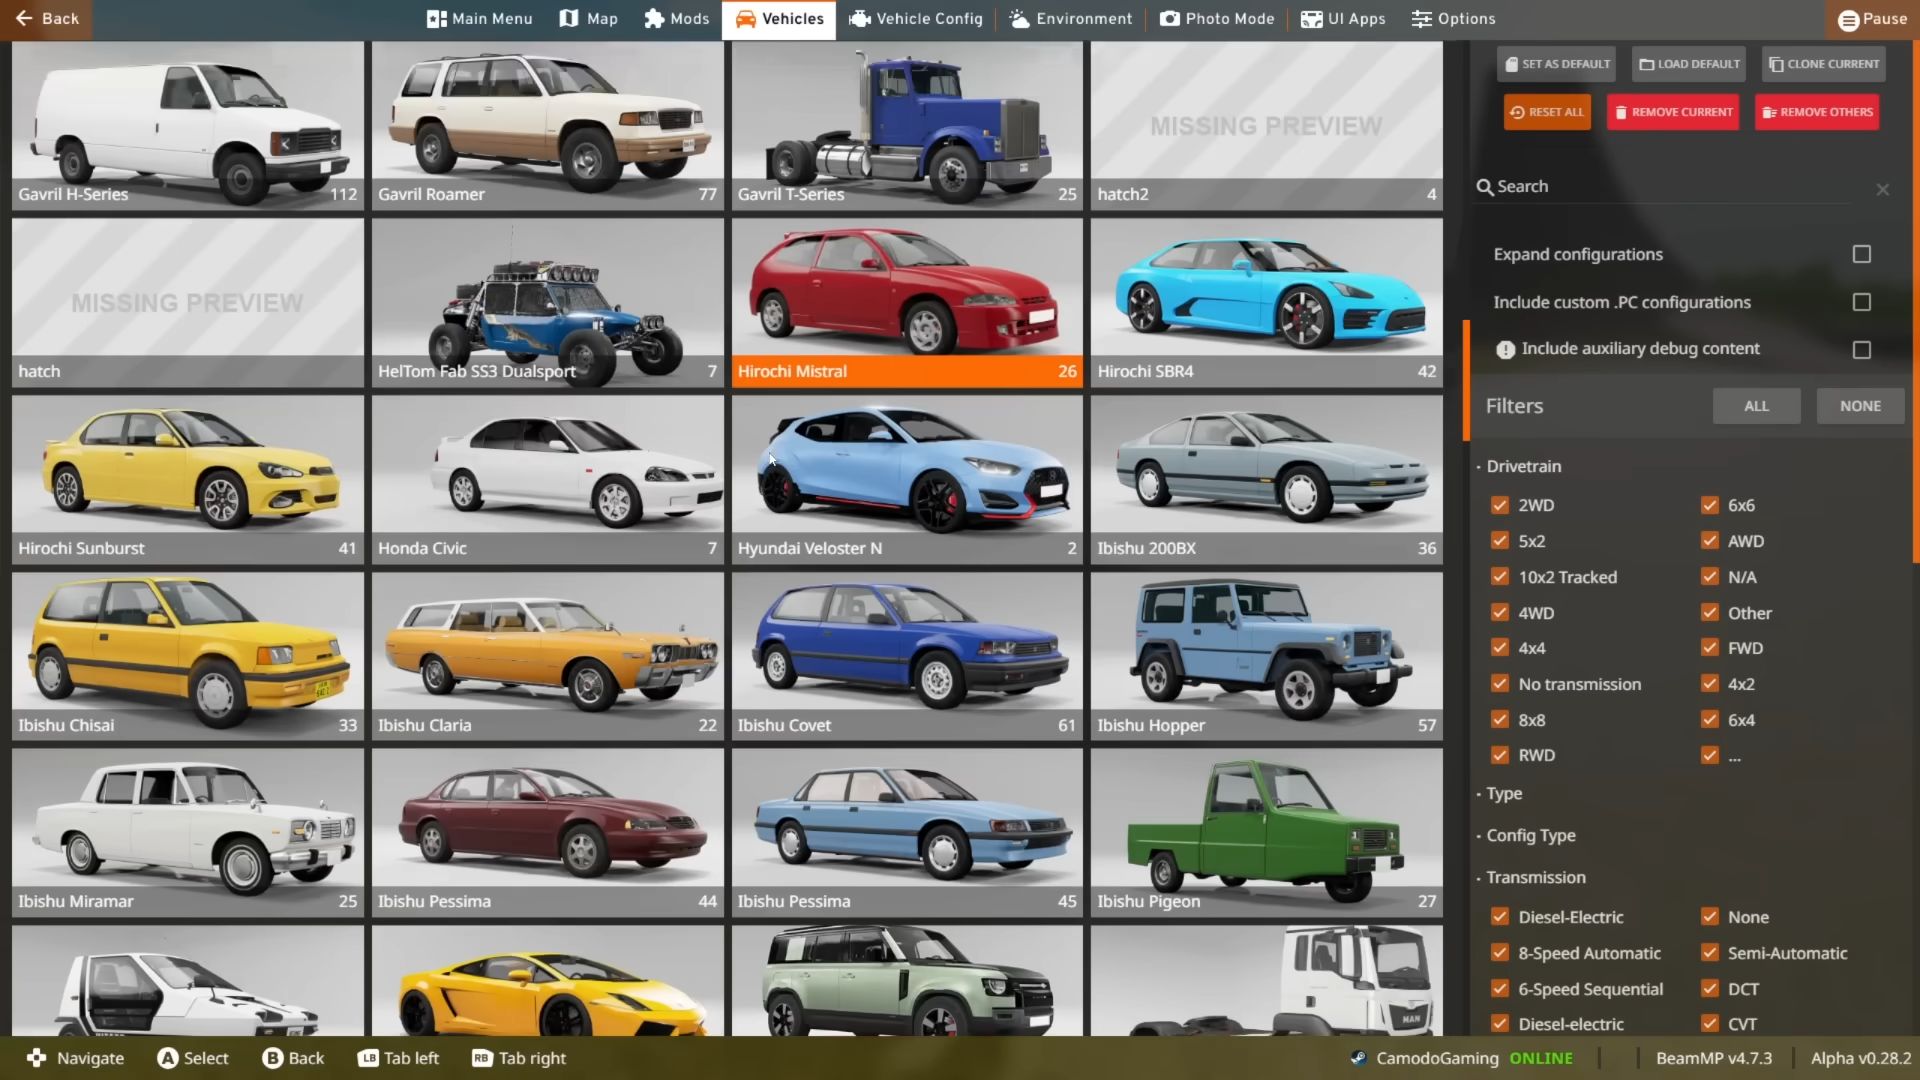 Back
Main Menu
Map
Mods
Vehicles
Vehicle Config
Environment
Photo Mode
UI Apps
Options
Pause
Gavril H-Series 112
Gavril Roamer 77
Gavril T-Series 25
MISSING PREVIEW
hatch2 4
MISSING PREVIEW
hatch
HelTom Fab SS3 Dualsport 7
Hirochi Mistral 26
Hirochi SBR4 42
Hirochi Sunburst 41
Honda Civic 7
Hyundai Veloster N 2
Ibishu 200BX 36
Ibishu Chisai 33
Ibishu Claria 22
Ibishu Covet 61
Ibishu Hopper 57
Ibishu Miramar 25
Ibishu Pessima 44
Ibishu Pessima 45
Ibishu Pigeon 27
MAN
SET AS DEFAULT
LOAD DEFAULT
CLONE CURRENT
RESET ALL
REMOVE CURRENT
REMOVE OTHERS
Search
Expand configurations
Include custom .PC configurations
Include auxiliary debug content
Filters
ALL
NONE
Drivetrain
2WD
6x6
5x2
AWD
10x2 Tracked
N/A
4WD
Other
4x4
FWD
No transmission
4x2
8x8
6x4
RWD
...
Type
Config Type
Transmission
Diesel-Electric
None
8-Speed Automatic
Semi-Automatic
6-Speed Sequential
DCT
Diesel-electric
CVT
Navigate
A Select
B Back
LB Tab left
RB Tab right
CamodoGaming ONLINE
BeamMP v4.7.3
Alpha v0.28.2